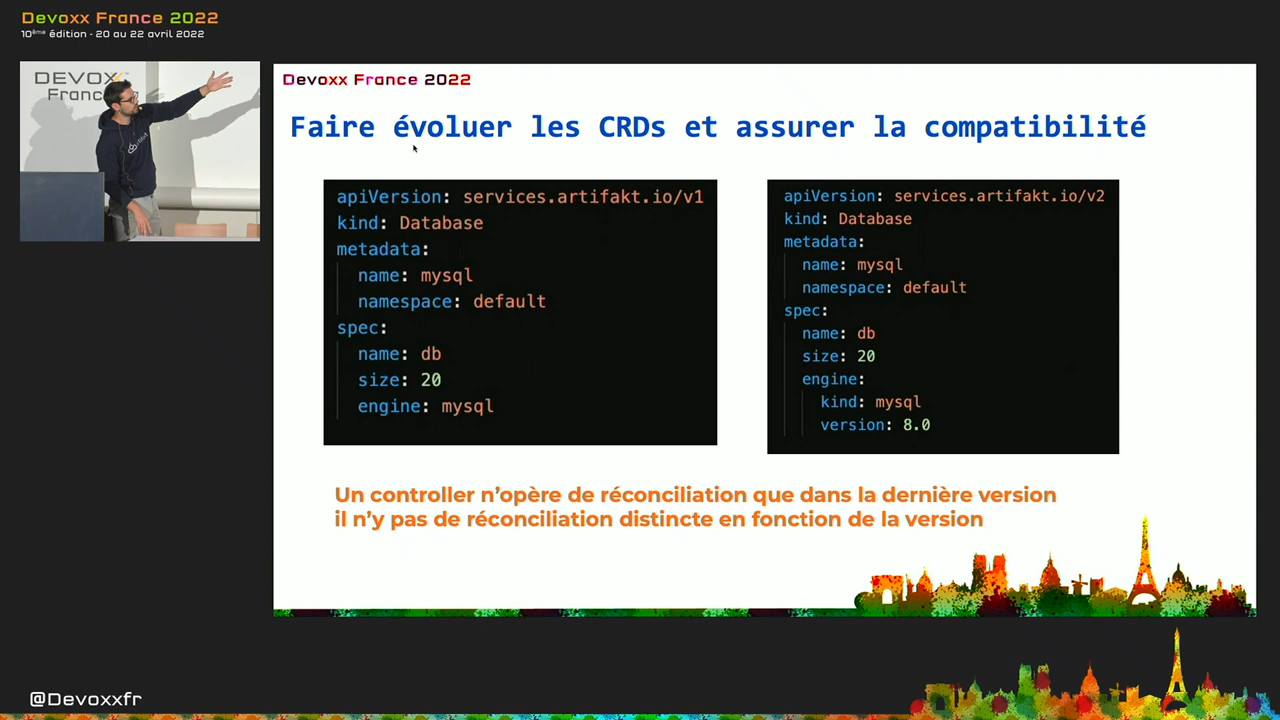 Devoxx France 2022
10ème édition - 20 au 22 avril 2022
DEVOXX
France
Devoxx France 2022
Faire évoluer les CRDs et assurer la compatibilité
apiVersion: services.artifakt.io/v1
kind: Database
metadata:
name: mysql
namespace: default
spec:
name: db
size: 20
engine: mysql
apiVersion: services.artifakt.io/v2
kind: Database
metadata:
name: mysql
namespace: default
spec:
name: db
size: 20
engine:
kind: mysql
version: 8.0
Un controller n’opère de réconciliation que dans la dernière version
il n’y pas de réconciliation distincte en fonction de la version
@Devoxxfr